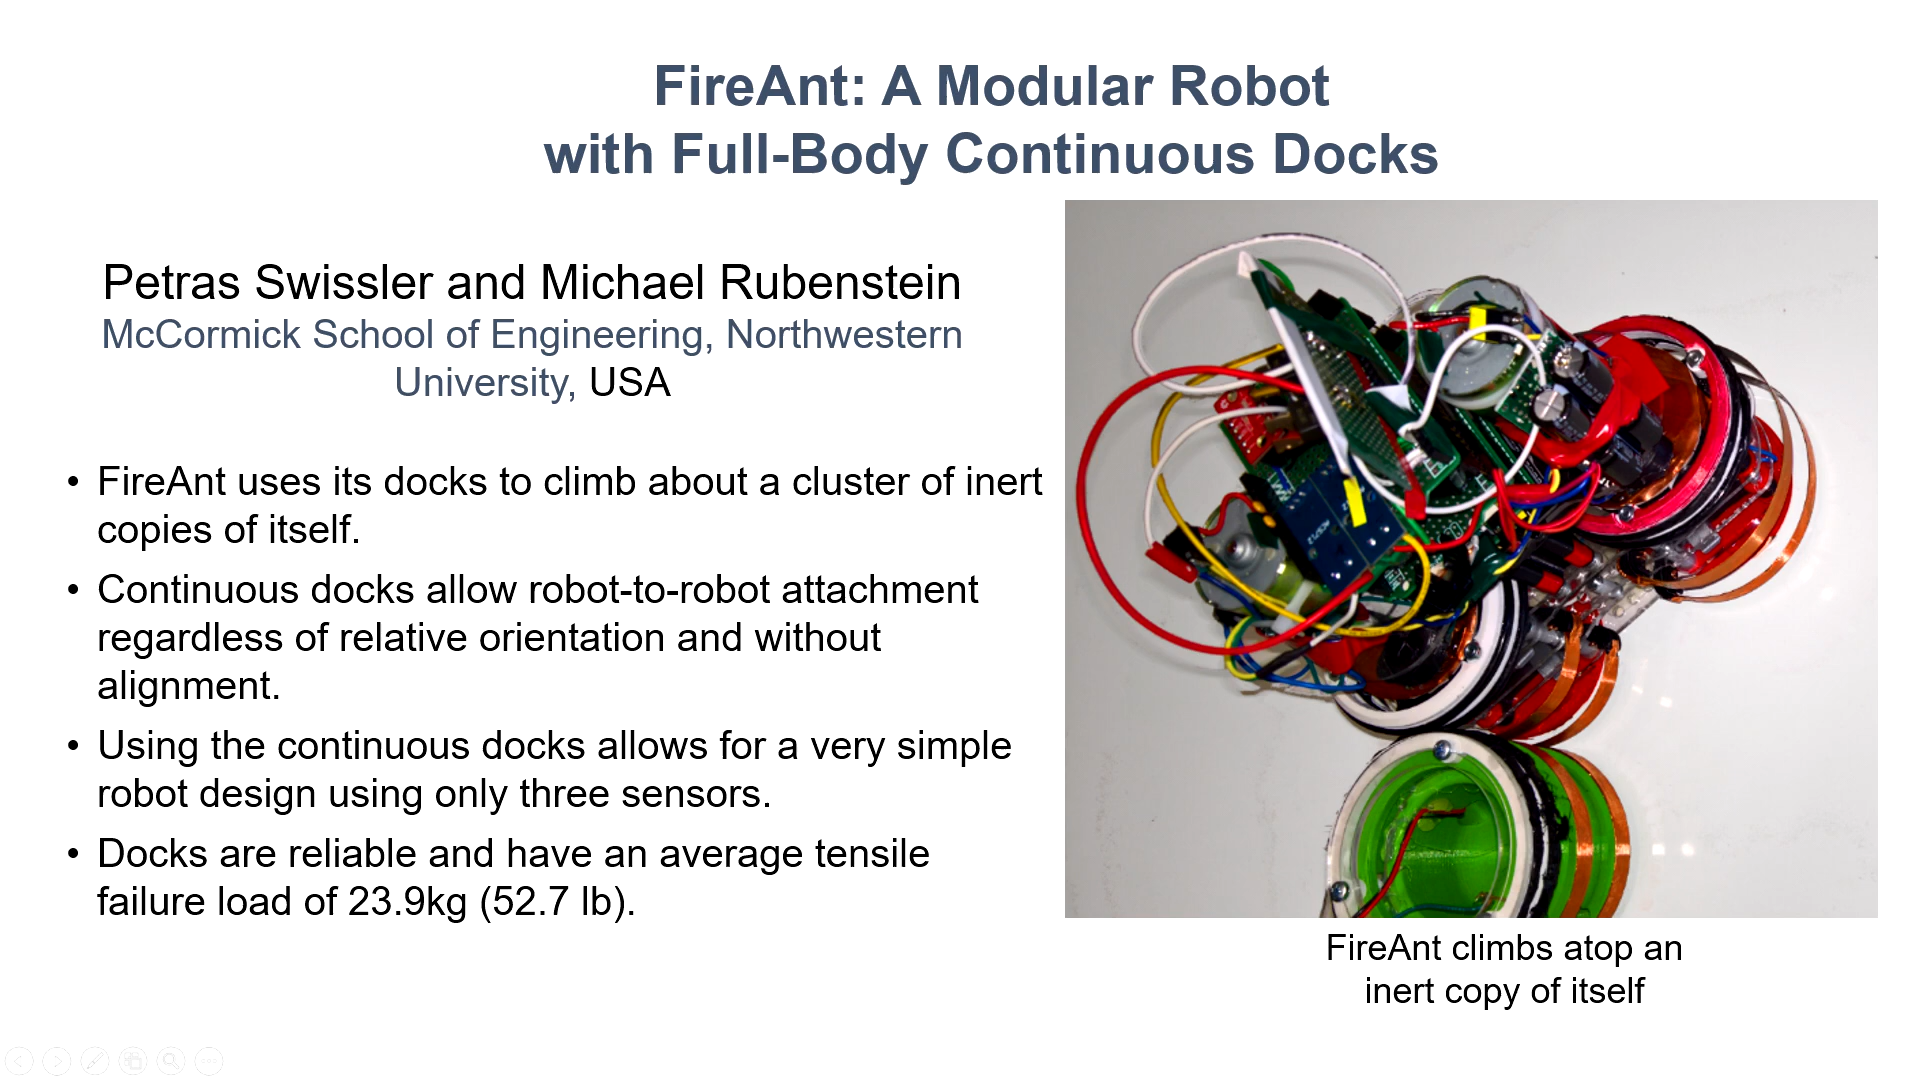 FireAnt: A Modular Robot
with Full-Body Continuous Docks
Petras Swissler and Michael Rubenstein
McCormick School of Engineering, Northwestern
University, USA
• FireAnt uses its docks to climb about a cluster of inert
copies of itself.
• Continuous docks allow robot-to-robot attachment
regardless of relative orientation and without
alignment.
• Using the continuous docks allows for a very simple
robot design using only three sensors.
• Docks are reliable and have an average tensile
failure load of 23.9kg (52.7 lb).
FireAnt climbs atop an
inert copy of itself